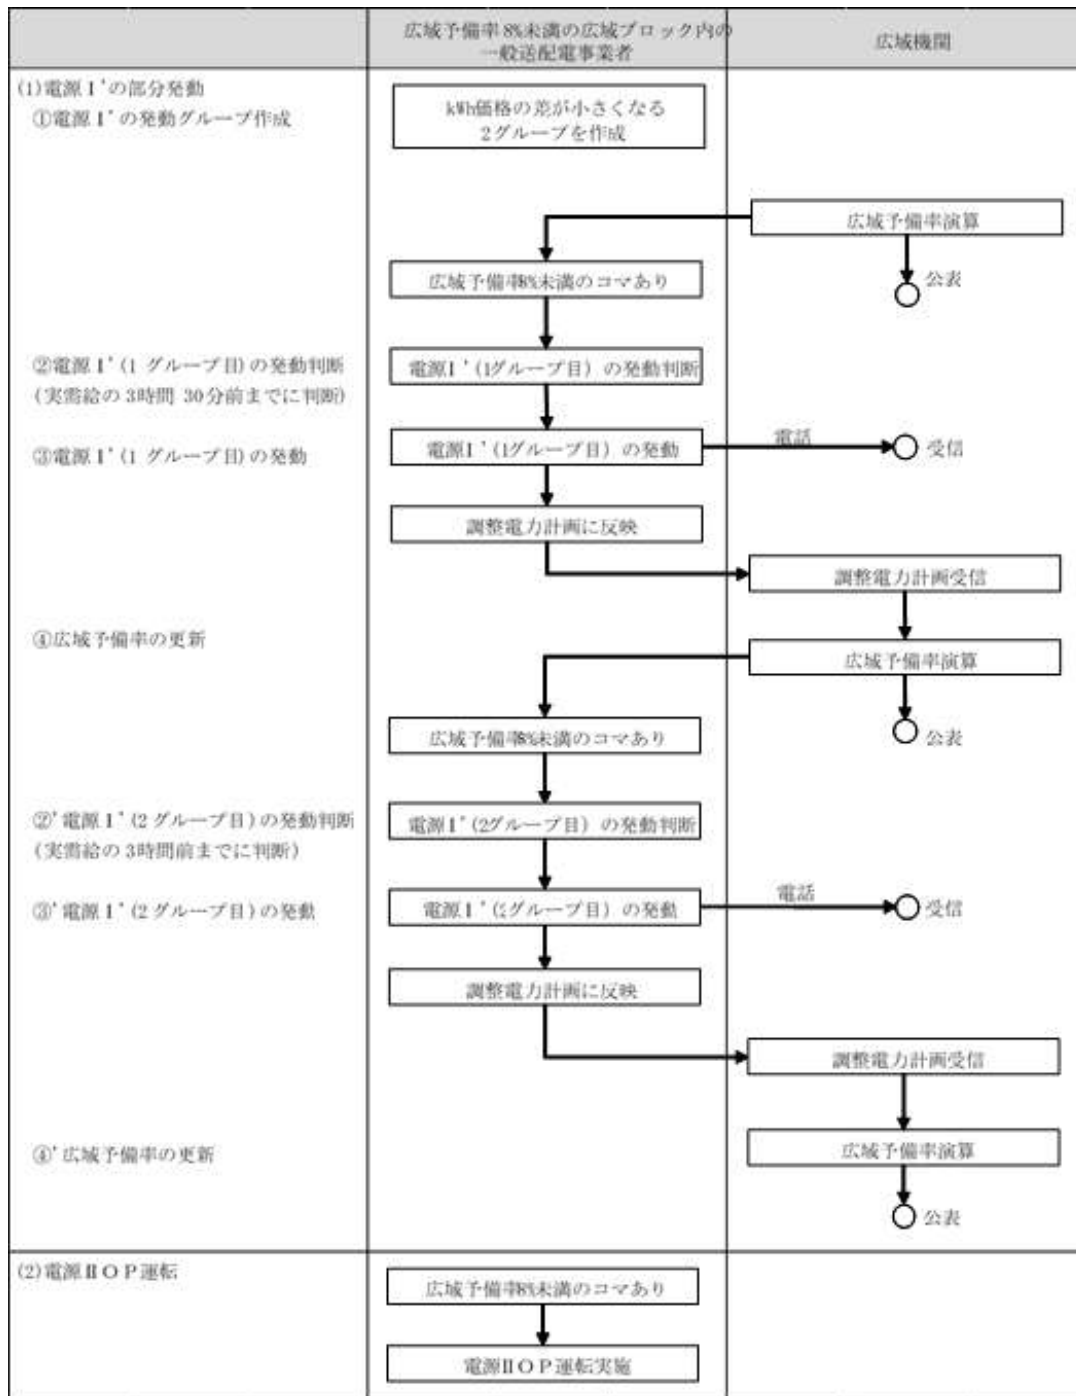 広域予備率 8%未満の広域ブロック内の
一般送配電事業者
広域機関
(1)電源Ⅰ'の部分発動
①電源Ⅰ'の発動グループ作成
kWh価格の差が小さくなる
2グループを作成
広域予備率演算
公表
広域予備率8%未満のコマあり
②電源Ⅰ'(1 グループ目)の発動判断
(実需給の 3時間 30分前までに判断)
電源Ⅰ'(1グループ目) の発動判断
③電源Ⅰ'(1 グループ目)の発動
電源Ⅰ'(1グループ目) の発動
電話
受信
調整電力計画に反映
調整電力計画受信
④広域予備率の更新
広域予備率演算
公表
広域予備率8%未満のコマあり
②'電源Ⅰ'(2 グループ目)の発動判断
(実需給の 3時間前までに判断)
電源Ⅰ'(2グループ目) の発動判断
③'電源Ⅰ'(2 グループ目)の発動
電源Ⅰ'(2グループ目) の発動
電話
受信
調整電力計画に反映
調整電力計画受信
④'広域予備率の更新
広域予備率演算
公表
(2)電源ⅡＯＰ運転
広域予備率8%未満のコマあり
電源ⅡＯＰ運転実施